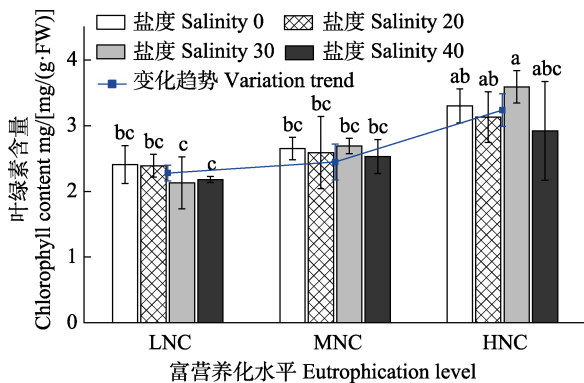 盐度 Salinity 0 盐度 Salinity 20
盐度 Salinity 30 盐度 Salinity 40
变化趋势 Variation trend
叶绿素含量
Chlorophyll content mg/[mg/(g·FW)]
4
3
2
1
0
bc bc c c
bc bc bc bc
ab ab a abc
LNC MNC HNC
富营养化水平 Eutrophication level